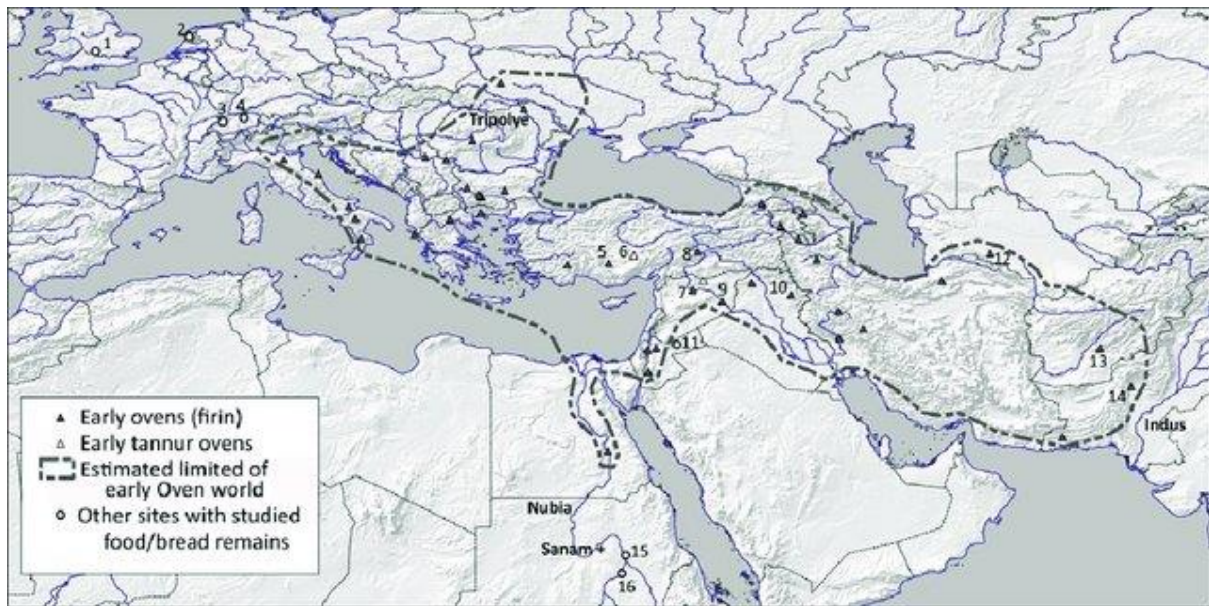 1
2
3
4
Tripolye
5
6
8
7
9
10
12
11
13
14
Indus
Early ovens (firin)
Early tannur ovens
Estimated limited of
early Oven world
Other sites with studied
food/bread remains
Nubia
Sanam
15
16